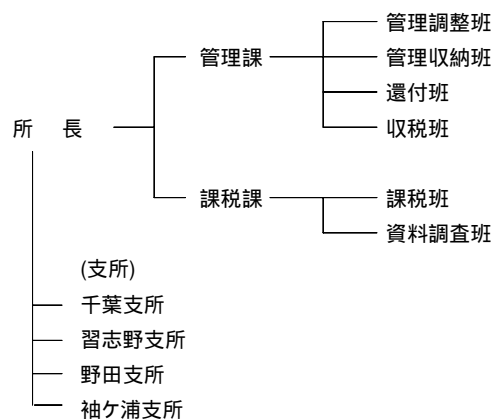 管理調整班
管理課
管理収納班
還付班
所長
収税班
課税課
課税班
資料調査班
(支所)
千葉支所
習志野支所
野田支所
袖ケ浦支所